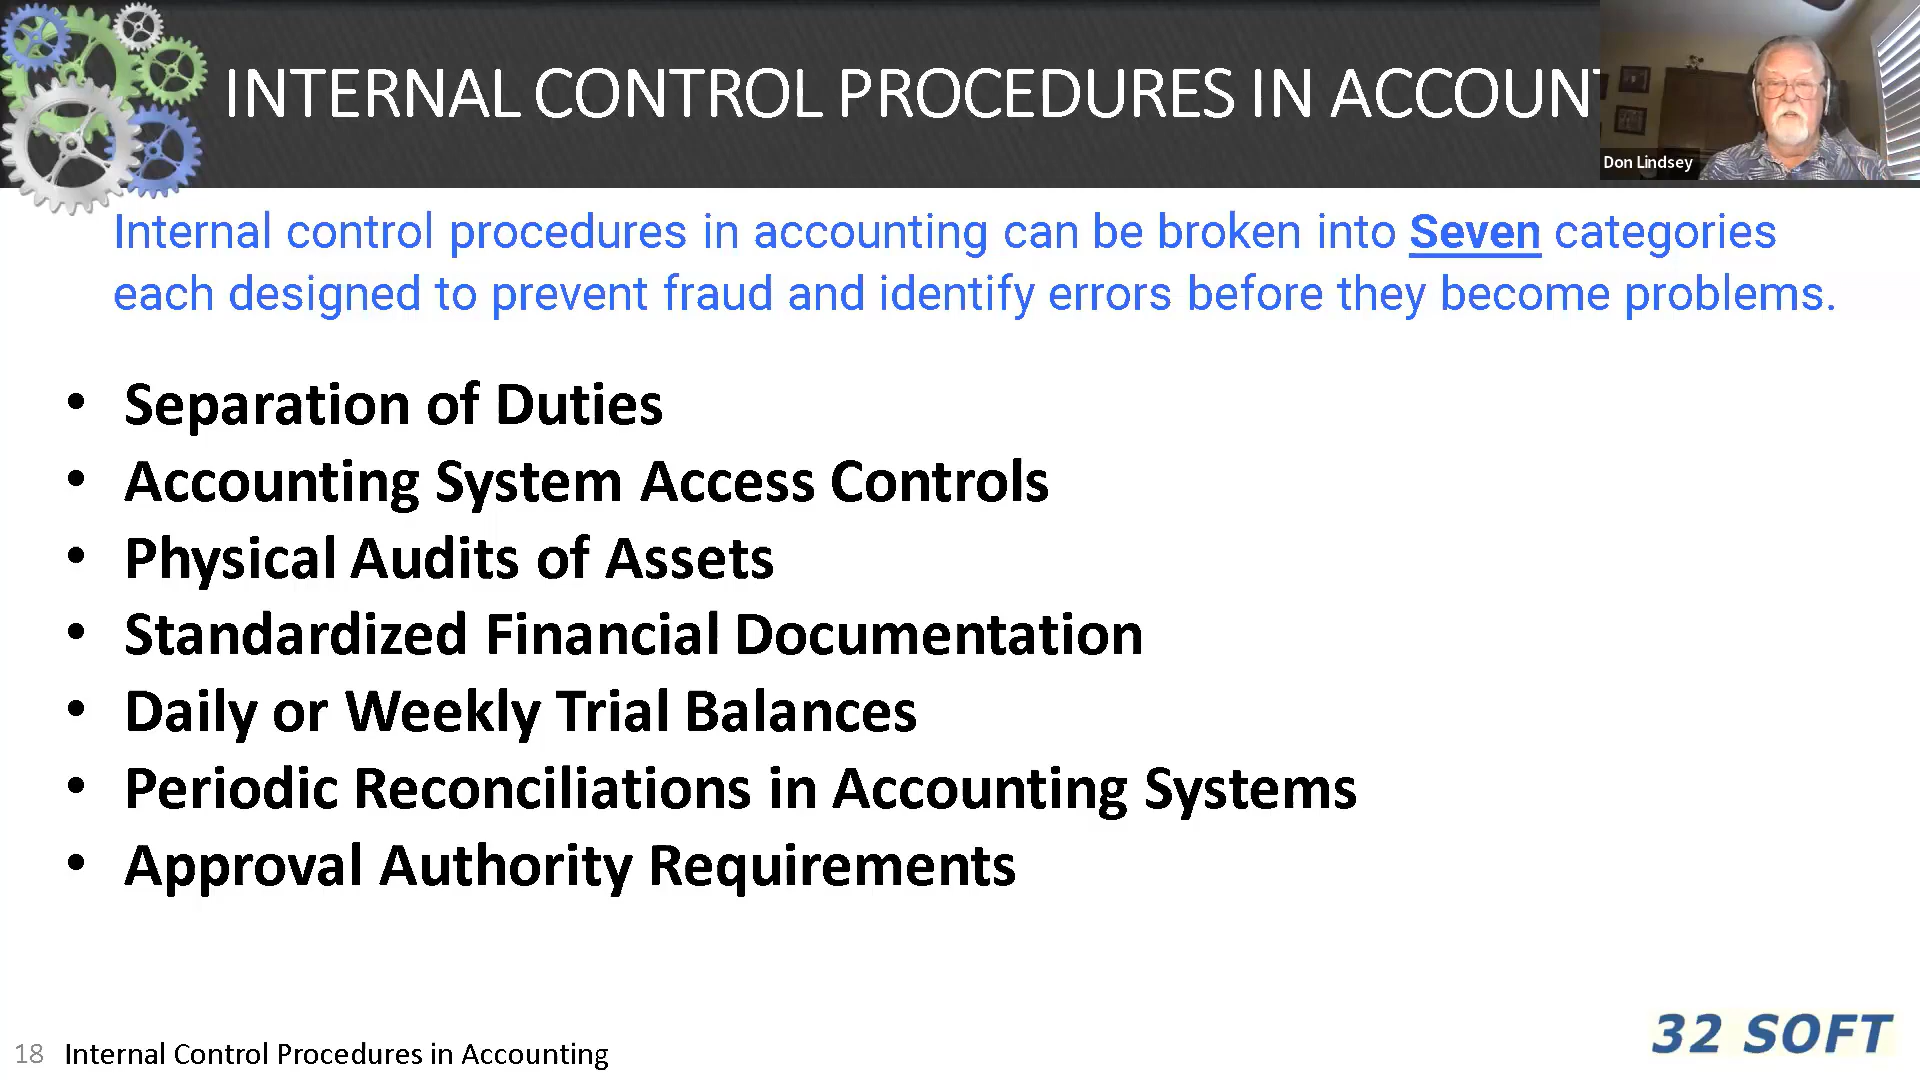 INTERNAL CONTROL PROCEDURES IN ACCOUNT
Don Lindsey
Internal control procedures in accounting can be broken into Seven categories
each designed to prevent fraud and identify errors before they become problems.
• Separation of Duties
• Accounting System Access Controls
• Physical Audits of Assets
• Standardized Financial Documentation
• Daily or Weekly Trial Balances
• Periodic Reconciliations in Accounting Systems
• Approval Authority Requirements
18 Internal Control Procedures in Accounting
32 SOFT